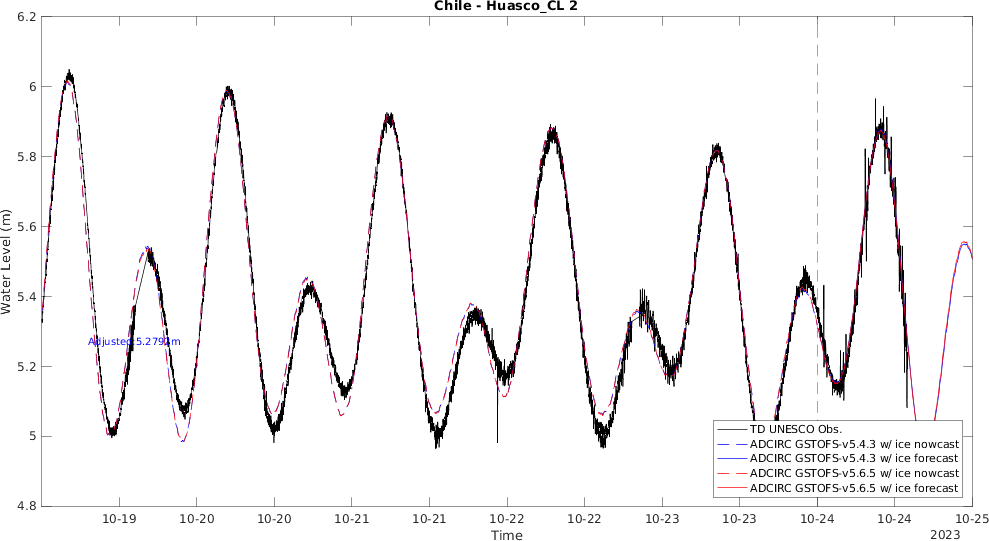 Chile - Huasco_CL 2
6.2
6
5.8
5.6
5.4
5.2
5
4.8
Water Level (m)
Adjusted:5.2792m
TD UNESCO Obs.
ADCIRC GSTOFS-v5.4.3 w/ ice nowcast
ADCIRC GSTOFS-v5.4.3 w/ ice forecast
ADCIRC GSTOFS-v5.6.5 w/ ice nowcast
ADCIRC GSTOFS-v5.6.5 w/ ice forecast
10-19 10-20 10-20 10-21 10-21 10-22 10-22 10-23 10-23 10-24 10-24 10-25
Time
2023